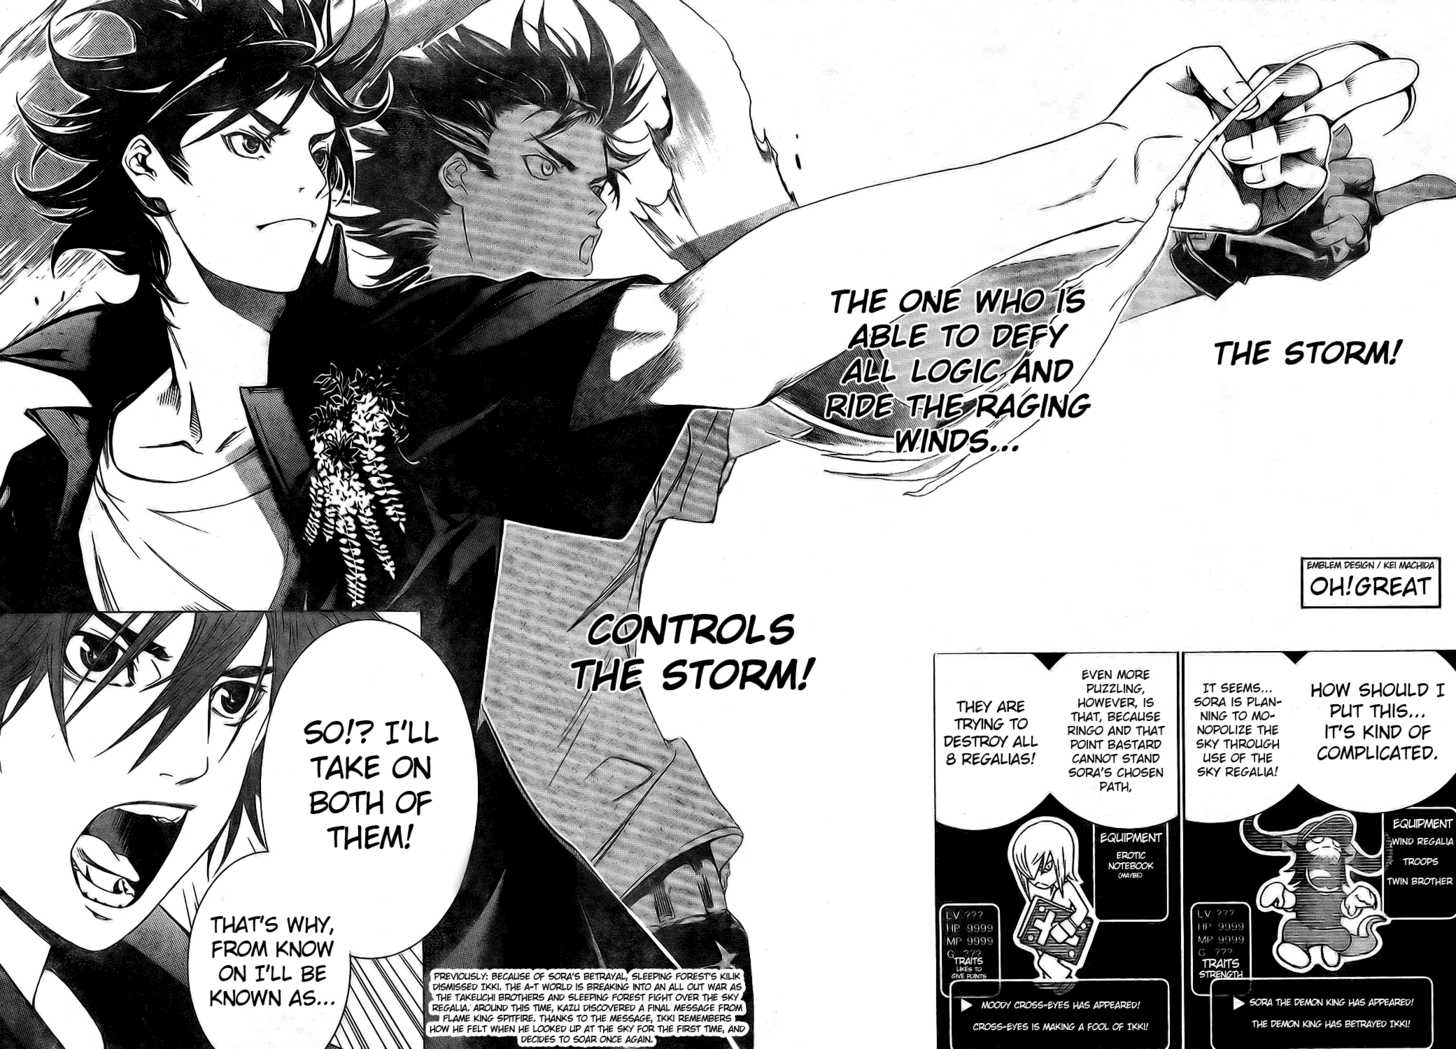 HOW SHOULD I
PUT THIS...
IT'S KIND OF
COMPLICATED.
IT SEEMS...
SORA IS PLAN-
NING TO MO-
NOPOLIZE THE
SKY THROUGH
USE OF THE
SKY REGALIA!
EQUIPMENT
WIND REGALIA
TROOPS
TWIN BROTHER
LV ???
HP 9999
MP 9999
G ???
TRAITS
STRENGTH
SORA THE DEMON KING HAS APPEARED!
THE DEMON KING HAS BETRAYED IKKI!
EVEN MORE
PUZZLING,
HOWEVER, IS
THAT, BECAUSE
RINGO AND THAT
POINT BASTARD
CANNOT STAND
SORA'S CHOSEN
PATH,
THEY ARE
TRYING TO
DESTROY ALL
8 REGALIAS!
EQUIPMENT
EROTIC
NOTEBOOK
(MAYBE)
LV ???
HP 9999
MP 9999
G ???
TRAITS
LIKES TO
GIVE POINTS
MOODY CROSS-EYES HAS APPEARED!
CROSS-EYES IS MAKING A FOOL OF IKKI!
SO!? I'LL
TAKE ON
BOTH OF
THEM!
THAT'S WHY,
FROM KNOW
ON I'LL BE
KNOWN AS...
THE STORM!
THE ONE WHO IS
ABLE TO DEFY
ALL LOGIC AND
RIDE THE RAGING
WINDS...
CONTROLS
THE STORM!
EMBLEM DESIGN / KEI MACHIDA
OH!GREAT
PREVIOUSLY: BECAUSE OF SORA'S BETRAYAL, SLEEPING FOREST'S KILIK
DISMISSED IKKI. THE A-T WORLD IS BREAKING INTO AN ALL OUT WAR AS
THE TAKEUCHI BROTHERS AND SLEEPING FOREST FIGHT OVER THE SKY
REGALIA. AROUND THIS TIME, KAZU DISCOVERED A FINAL MESSAGE FROM
FLAME KING SPITFIRE. THANKS TO THE MESSAGE, IKKI REMEMBERS
HOW HE FELT WHEN HE LOOKED UP AT THE SKY FOR THE FIRST TIME, AND
DECIDES TO SOAR ONCE AGAIN.